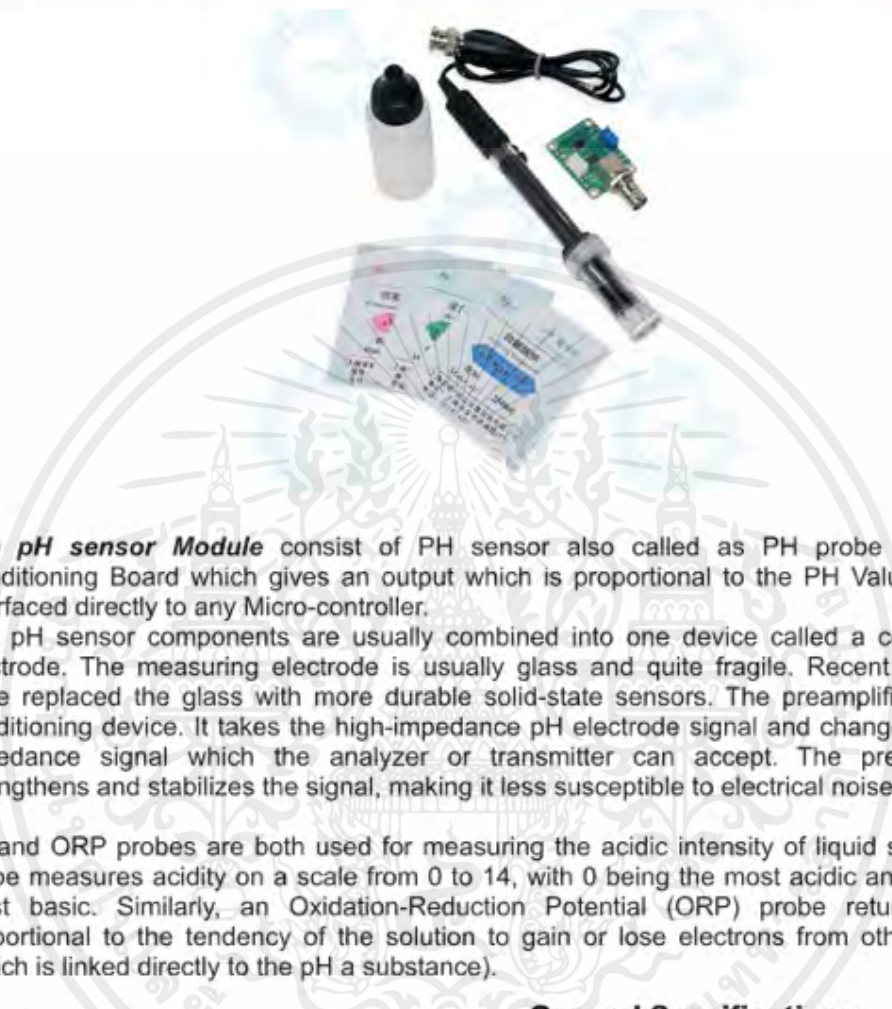 pH sensor Module consist of PH sensor also called as PH probe
ditioning Board which gives an output which is proportional to the PH Valu
rfaced directly to any Micro-controller.
pH sensor components are usually combined into one device called a c
trode. The measuring electrode is usually glass and quite fragile. Recent
e replaced the glass with more durable solid-state sensors. The preamplif
ditioning device. It takes the high-impedance pH electrode signal and chang
edance signal which the analyzer or transmitter can accept. The pre
ngthens and stabilizes the signal, making it less susceptible to electrical noise
and ORP probes are both used for measuring the acidic intensity of liquid s
be measures acidity on a scale from 0 to 14, with 0 being the most acidic an
st basic. Similarly, an Oxidation-Reduction Potential (ORP) probe retur
portional to the tendency of the solution to gain or lose electrons from oth
ich is linked directly to the pH a substance).